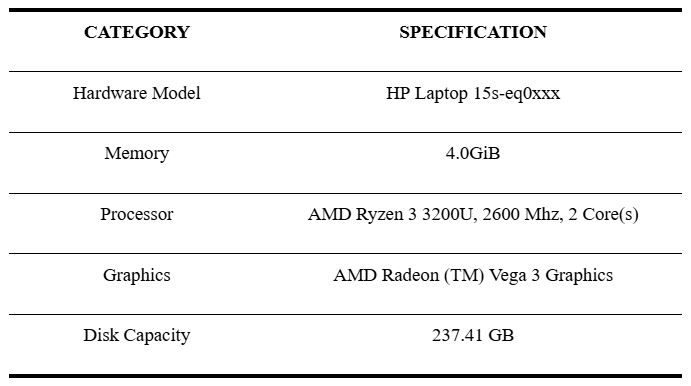 CATEGORY SPECIFICATION
Hardware Model HP Laptop 15s-eq0xxx
Memory 4.0GiB
Processor AMD Ryzen 3 3200U, 2600 Mhz, 2 Core(s)
Graphics AMD Radeon (TM) Vega 3 Graphics
Disk Capacity 237.41 GB